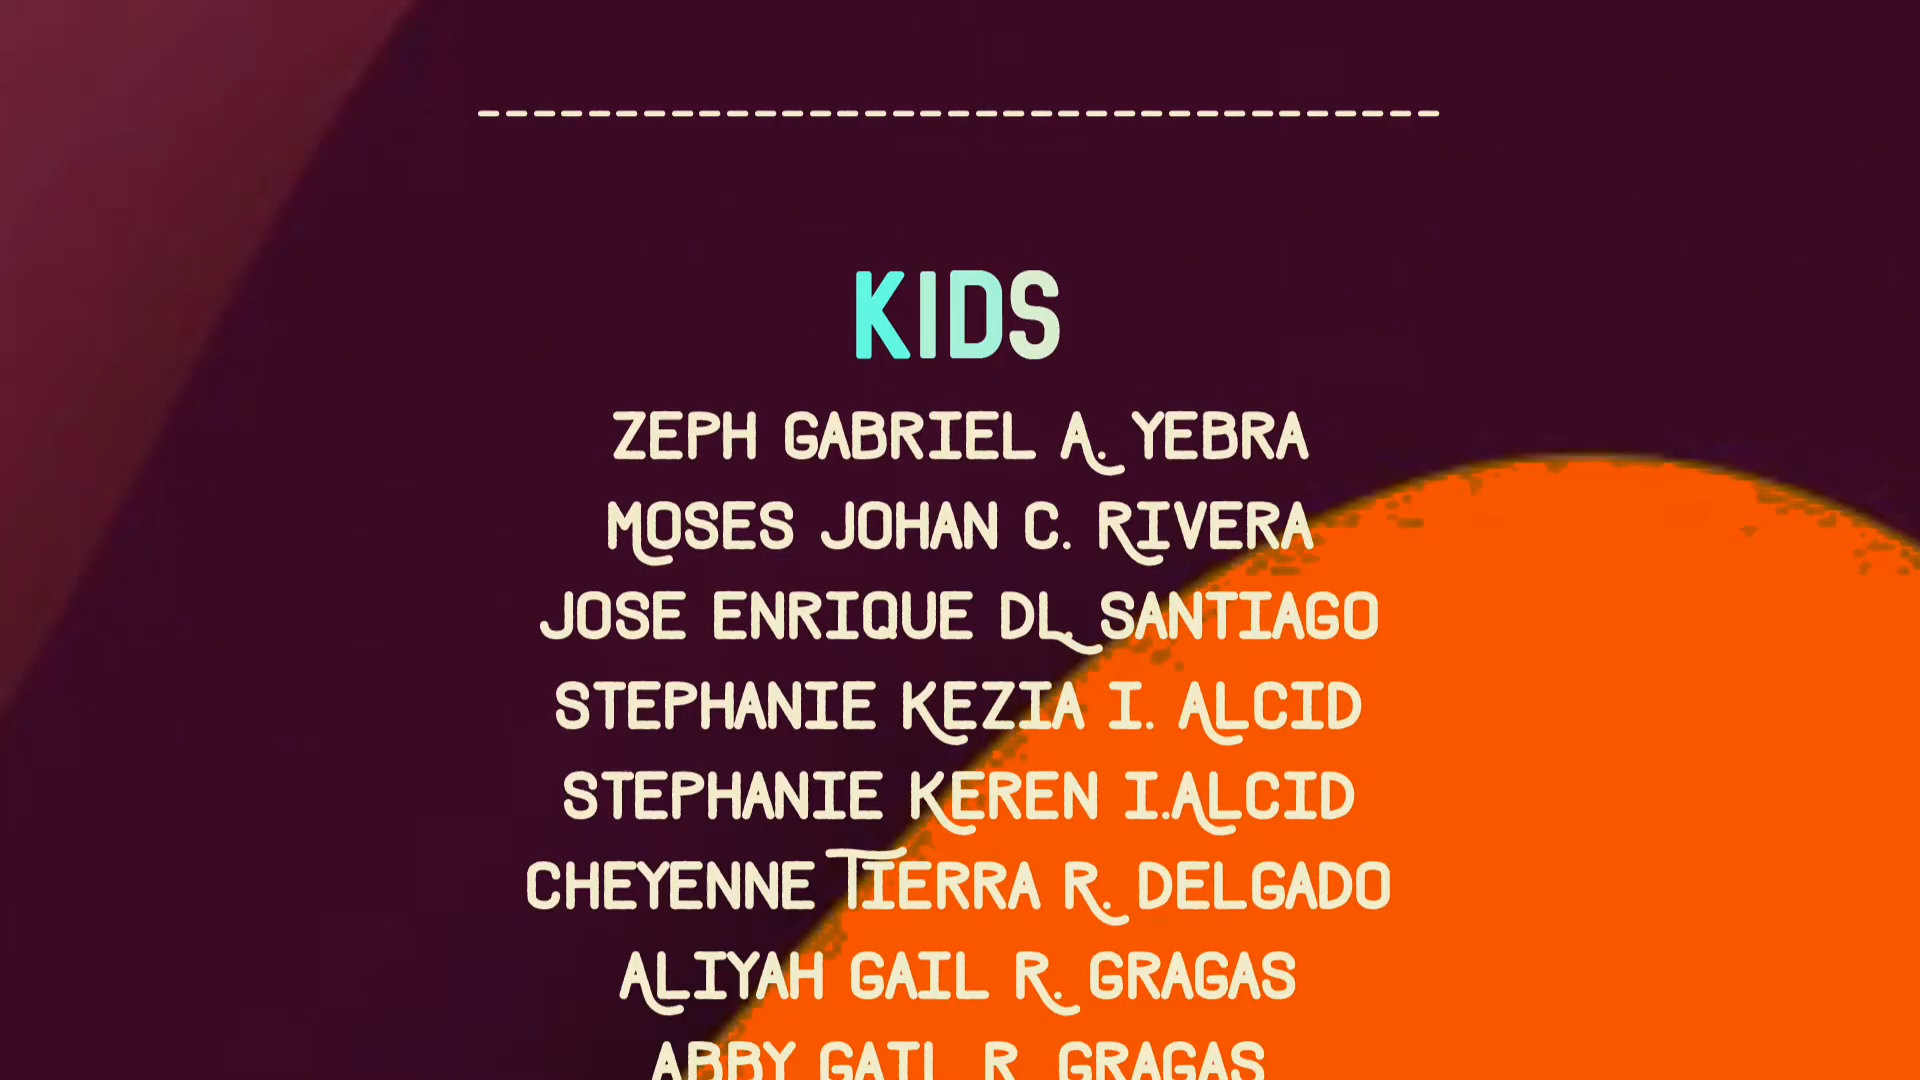 KIDS
ZEPH GABRIEL A. YEBRA
MOSES JOHAN C. RIVERA
JOSE ENRIQUE DL. SANTIAGO
STEPHANIE KEZIA I. ALCID
STEPHANIE KEREN I.ALCID
CHEYENNE TIERRA R. DELGADO
ALIYAH GAIL R. GRAGAS
ABBY GAIL R. GRAGAS